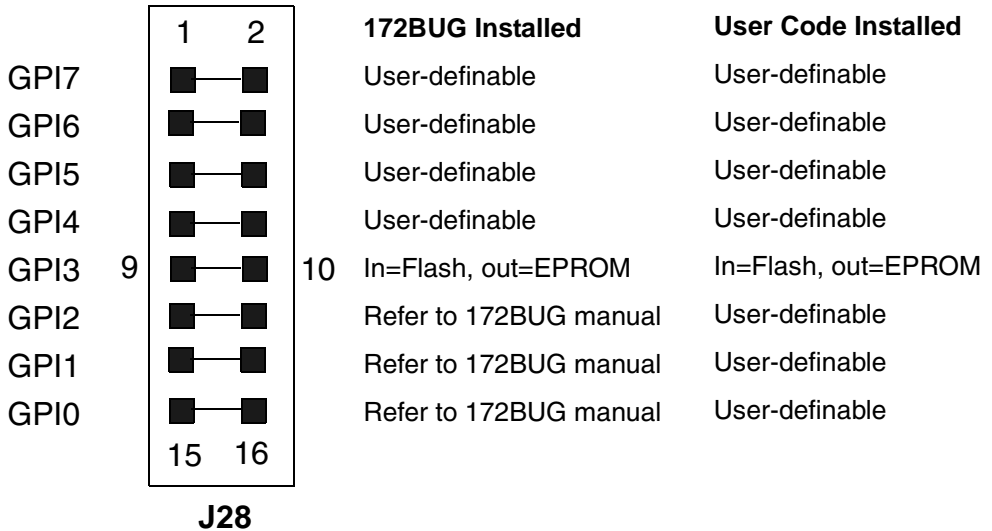 1 2 172BUG Installed User Code Installed
GPI7 User-definable User-definable
GPI6 User-definable User-definable
GPI5 User-definable User-definable
GPI4 User-definable User-definable
GPI3 9 10 In=Flash, out=EPROM In=Flash, out=EPROM
GPI2 Refer to 172BUG manual User-definable
GPI1 Refer to 172BUG manual User-definable
GPI0 Refer to 172BUG manual User-definable
15 16
J28